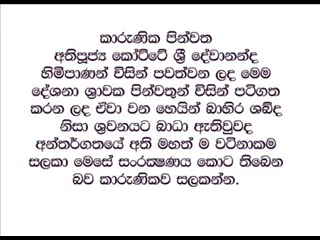 කාරුණික පින්වත
අතිපූජ්‍ය කෝට්ටේ ශ්‍රී දේවානන්ද
හිමිපාණන් විසින් පවත්වන ලද මෙම
දේශනා ශ්‍රාවක පින්වතුන් විසින් පටිගත
කරන ලද ඒවා වන හෙයින් බාහිර ශබ්ද
නිසා ශ්‍රවනයට බාධා ඇතිවුවද
අන්තර්ගතයේ අති මහත් ම වටිනාකම
සලකා මෙසේ සංරක්‍ෂණය කොට තිබෙන
බව කාරුණිකව සලකන්න.